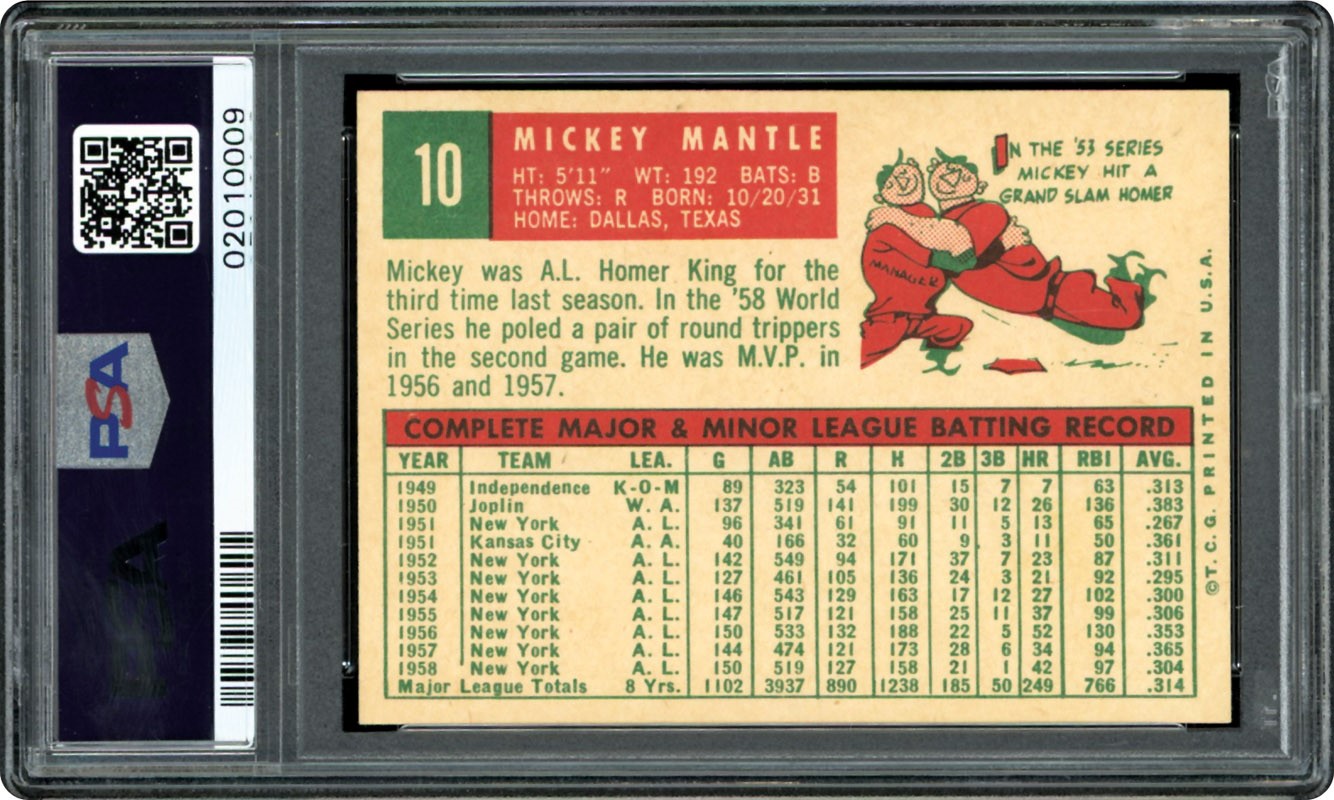 02010009
PSA
PSA
10
MICKEY MANTLE
HT: 5'11" WT: 192 BATS: B
THROWS: R BORN: 10/20/31
HOME: DALLAS, TEXAS
IN THE '53 SERIES
MICKEY HIT A
GRAND SLAM HOMER
MANAGER
Mickey was A.L. Homer King for the
third time last season. In the '58 World
Series he poled a pair of round trippers
in the second game. He was M.V.P. in
1956 and 1957.
COMPLETE MAJOR & MINOR LEAGUE BATTING RECORD
YEAR TEAM LEA. G AB R H 2B 3B HR RBI AVG.
1949 Independence K-O-M 89 323 54 101 15 7 7 63 .313
1950 Joplin W. A. 137 519 141 199 30 12 26 136 .383
1951 New York A. L. 96 341 61 91 11 5 13 65 .267
1951 Kansas City A. A. 40 166 32 60 9 3 11 50 .361
1952 New York A. L. 142 549 94 171 37 7 23 87 .311
1953 New York A. L. 127 461 105 136 24 3 21 92 .295
1954 New York A. L. 146 543 129 163 17 12 27 102 .300
1955 New York A. L. 147 517 121 158 25 11 37 99 .306
1956 New York A. L. 150 533 132 188 22 5 52 130 .353
1957 New York A. L. 144 474 121 173 28 6 34 94 .365
1958 New York A. L. 150 519 127 158 21 1 42 97 .304
Major League Totals 8 Yrs. 1102 3937 890 1238 185 50 249 766 .314
©T. C. G. PRINTED IN U.S.A.